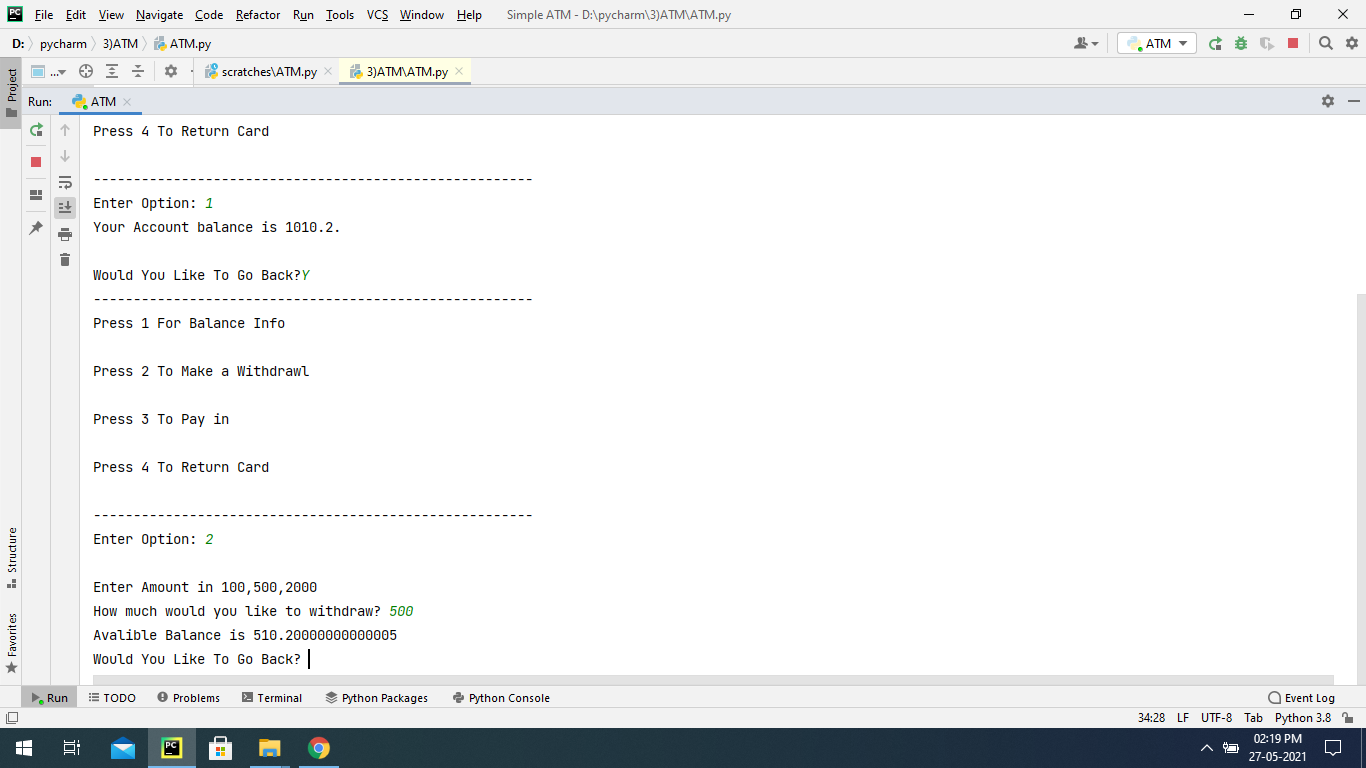 File Edit View Navigate Code Refactor Run Tools VCS Window Help Simple ATM - D:\pycharm\3)ATM\ATM.py
D: pycharm 3)ATM ATM.py ATM
Project ... scratches\ATM.py 3)ATM\ATM.py
Run: ATM
Press 4 To Return Card
-------------------------------------------------------
Enter Option: 1
Your Account balance is 1010.2.
Would You Like To Go Back?Y
-------------------------------------------------------
Press 1 For Balance Info
Press 2 To Make a Withdrawl
Press 3 To Pay in
Press 4 To Return Card
-------------------------------------------------------
Enter Option: 2
Enter Amount in 100,500,2000
How much would you like to withdraw? 500
Avalible Balance is 510.20000000000005
Would You Like To Go Back?
Structure
Favorites
Run TODO Problems Terminal Python Packages Python Console Event Log
34:28 LF UTF-8 Tab Python 3.8
PC 02:19 PM
27-05-2021